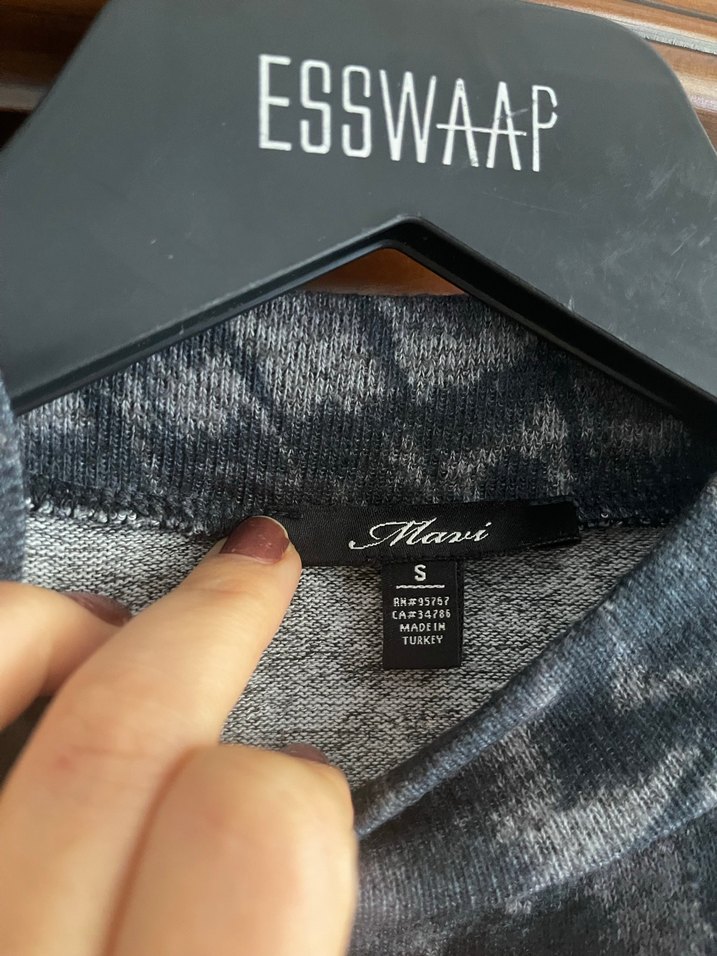 ESSWAAP
Mavi
S
RN#95767
CA#34786
MADE IN
TURKEY